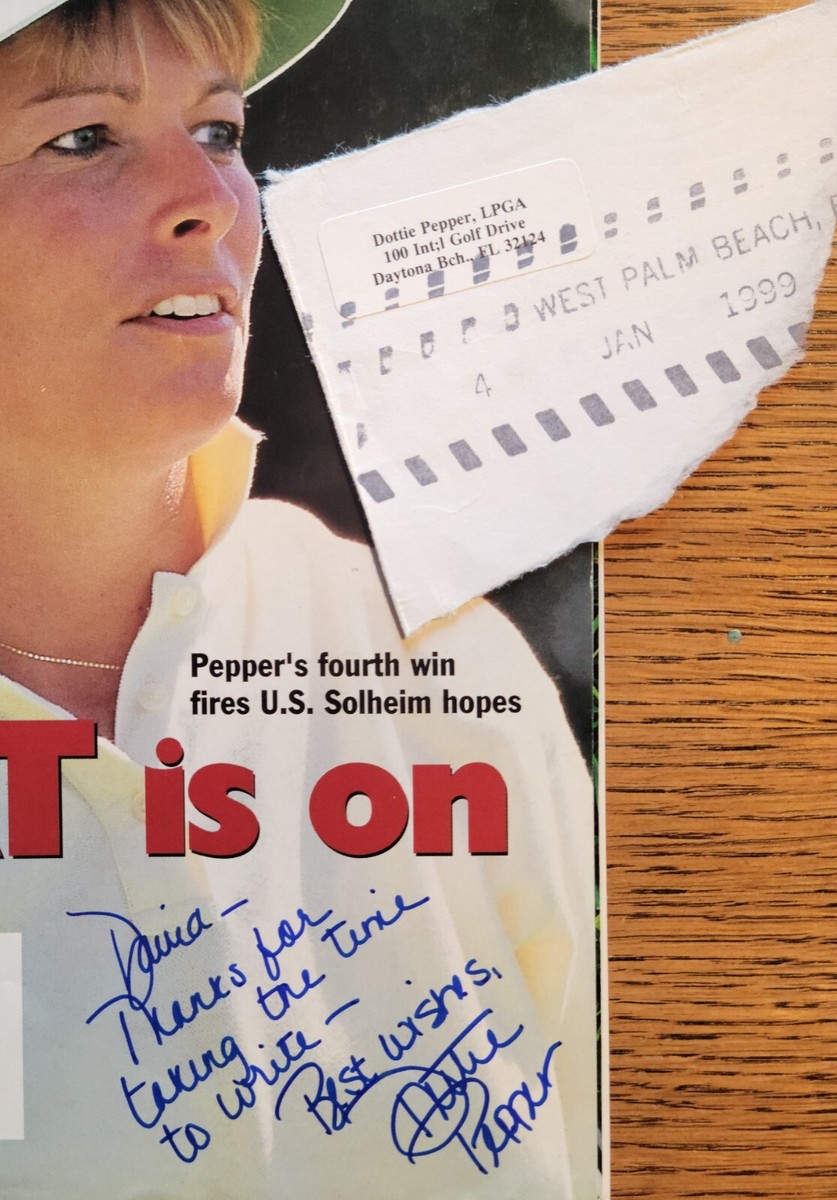 Dottie Pepper, LPGA
100 Int;l Golf Drive
Daytona Bch., FL 32124
WEST PALM BEACH,
4 JAN 1999
Pepper's fourth win
fires U.S. Solheim hopes
T is on
David-
Thanks for
taking the time
to write-
Best wishes,
Dottie
Pepper